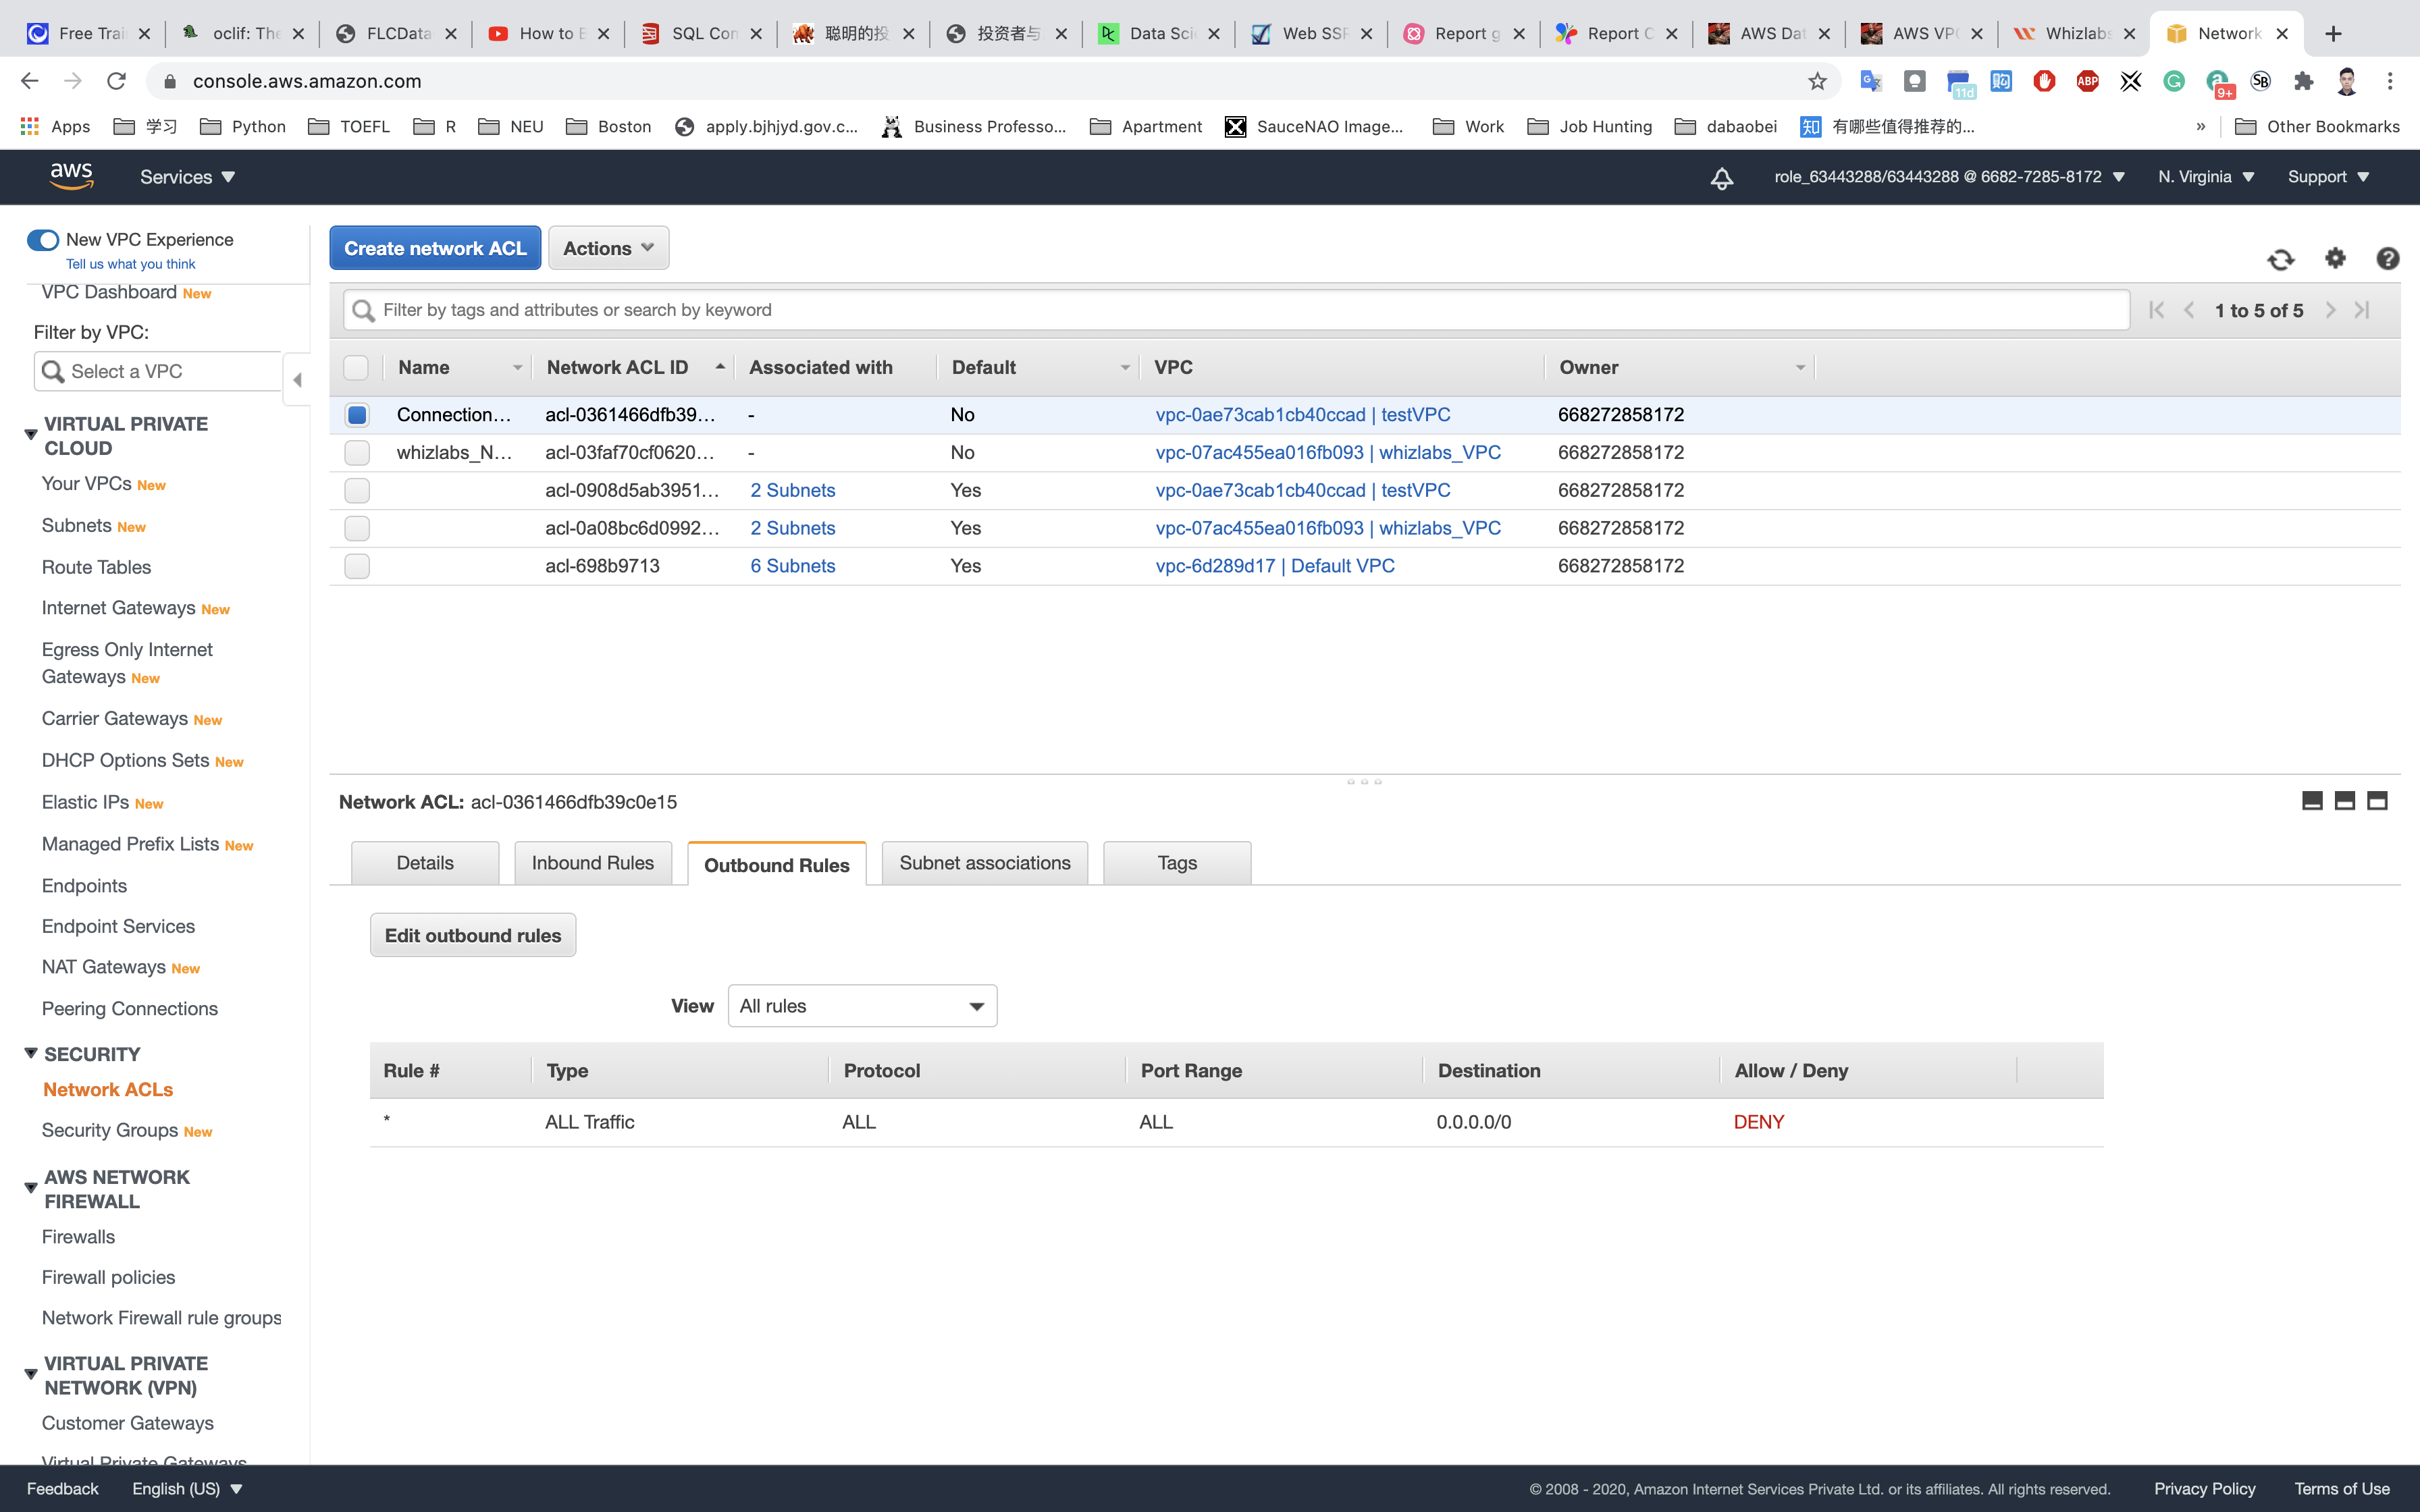 Free Trai
oclif: The
FLCData
How to E
SQL Con
聪明的投
投资者与
Data Sci
Web SSR
Report g
Report C
AWS Dat
AWS VPC
Whizlabs
Network
console.aws.amazon.com
11d
ABP
9+
Apps
学习
Python
TOEFL
R
NEU
Boston
apply.bjhjyd.gov.c...
Business Professo...
Apartment
SauceNAO Image...
Work
Job Hunting
dabaobei
知 有哪些值得推荐的...
»
Other Bookmarks
aws
Services
role_63443288/63443288 @ 6682-7285-8172
N. Virginia
Support
New VPC Experience
Tell us what you think
VPC Dashboard New
Filter by VPC:
Select a VPC
VIRTUAL PRIVATE
CLOUD
Your VPCs New
Subnets New
Route Tables
Internet Gateways New
Egress Only Internet
Gateways New
Carrier Gateways New
DHCP Options Sets New
Elastic IPs New
Managed Prefix Lists New
Endpoints
Endpoint Services
NAT Gateways New
Peering Connections
SECURITY
Network ACLs
Security Groups New
AWS NETWORK
FIREWALL
Firewalls
Firewall policies
Network Firewall rule groups
VIRTUAL PRIVATE
NETWORK (VPN)
Customer Gateways
Virtual Private Gateways
Create network ACL
Actions
Filter by tags and attributes or search by keyword
1 to 5 of 5
Name Network ACL ID Associated with Default VPC Owner
Connection... acl-0361466dfb39... - No vpc-0ae73cab1cb40ccad | testVPC 668272858172
whizlabs_N... acl-03faf70cf0620... - No vpc-07ac455ea016fb093 | whizlabs_VPC 668272858172
acl-0908d5ab3951... 2 Subnets Yes vpc-0ae73cab1cb40ccad | testVPC 668272858172
acl-0a08bc6d0992... 2 Subnets Yes vpc-07ac455ea016fb093 | whizlabs_VPC 668272858172
acl-698b9713 6 Subnets Yes vpc-6d289d17 | Default VPC 668272858172
Network ACL: acl-0361466dfb39c0e15
Details
Inbound Rules
Outbound Rules
Subnet associations
Tags
Edit outbound rules
View All rules
Rule # Type Protocol Port Range Destination Allow / Deny
* ALL Traffic ALL ALL 0.0.0.0/0 DENY
Feedback
English (US)
© 2008 - 2020, Amazon Internet Services Private Ltd. or its affiliates. All rights reserved.
Privacy Policy
Terms of Use